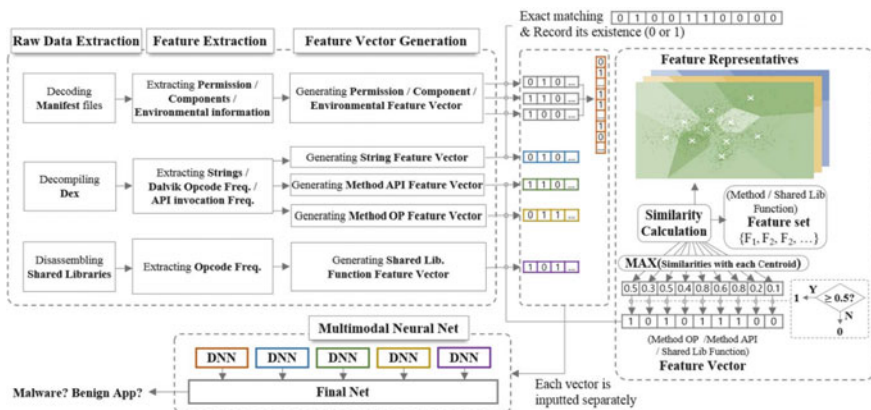 Exact matching 0 1 0 0 1 1 0 0 0 0
& Record its existence (0 or 1)
Raw Data Extraction Feature Extraction Feature Vector Generation
Decoding
Manifest files
Extracting Permission /
Components /
Environmental information
Generating Permission / Component /
Environmental Feature Vector
0 1 0 ...
1 1 0 ...
1 0 0 ...
0
1
...
1
1
...
1
0
...
Decompiling
Dex
Extracting Strings /
Dalvik Opcode Freq. /
API invocation Freq.
Generating String Feature Vector
0 1 0 ...
Generating Method API Feature Vector
1 1 0 ...
Generating Method OP Feature Vector
0 1 1 ...
Disassembling
Shared Libraries
Extracting Opcode Freq.
Generating Shared Lib.
Function Feature Vector
1 0 1 ...
Feature Representatives
Similarity
Calculation
(Method / Shared Lib
Function)
Feature set
{F1, F2, F2, ...}
MAX(Similarities with each Centroid)
0.5 0.3 0.5 0.4 0.8 0.6 0.8 0.2 0.1
1 0 1 0 1 1 1 0 0
1 Y ≥ 0.5?
N
0
(Method OP /Method API
/ Shared Lib Function)
Feature Vector
Multimodal Neural Net
DNN DNN DNN DNN DNN
Final Net
Malware? Benign App?
Each vector is
inputted separately